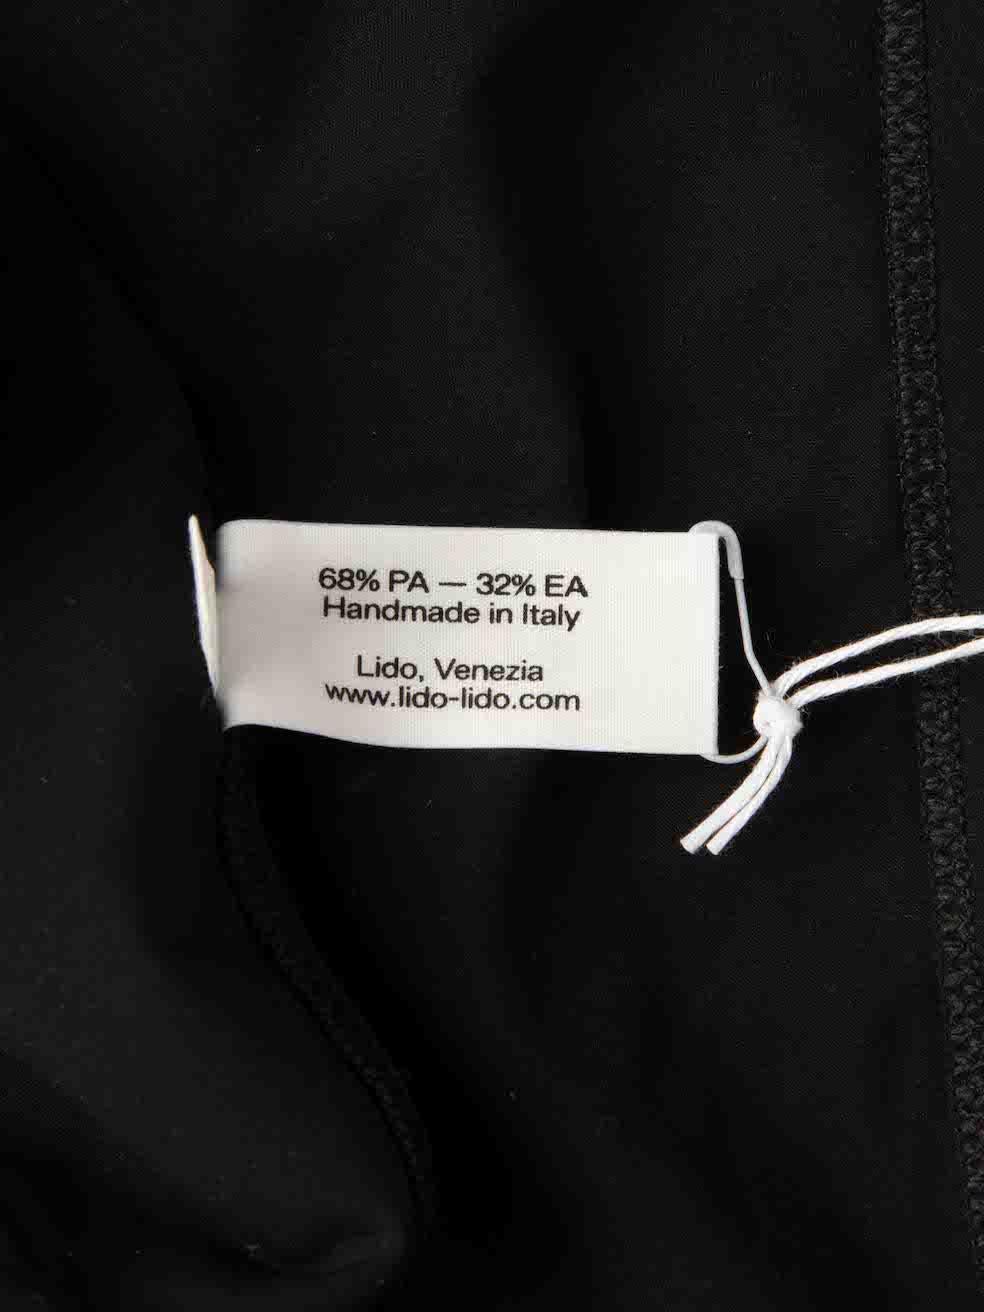 68% PA — 32% EA
Handmade in Italy
Lido, Venezia
www.lido-lido.com